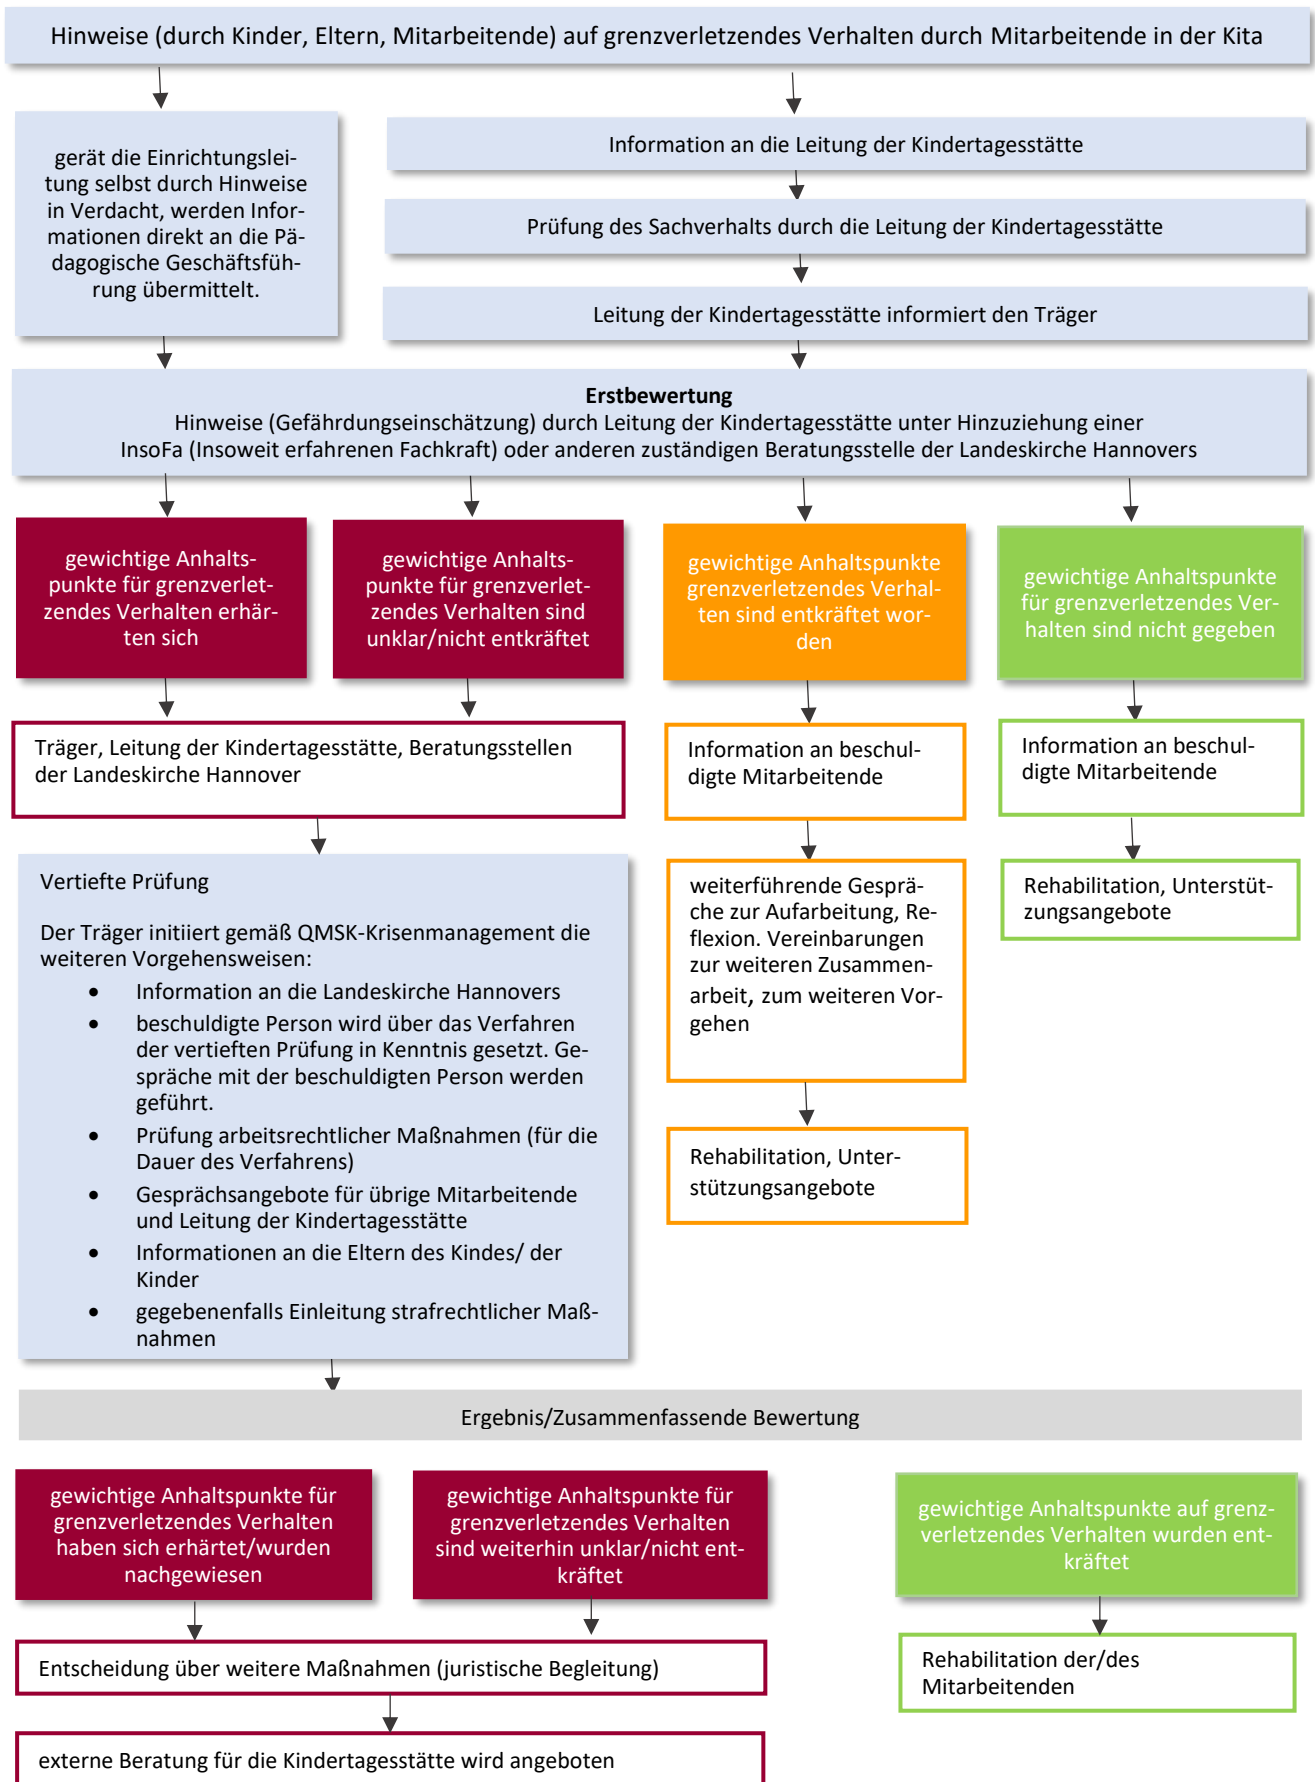 Hinweise (durch Kinder, Eltern, Mitarbeitende) auf grenzverletzendes Verhalten durch Mitarbeitende in der Kita
gerät die Einrichtungslei-
tung selbst durch Hinweise
in Verdacht, werden Infor-
mationen direkt an die Pä-
dagogische Geschäftsfüh-
rung übermittelt.
Information an die Leitung der Kindertagesstätte
Prüfung des Sachverhalts durch die Leitung der Kindertagesstätte
Leitung der Kindertagesstätte informiert den Träger
Erstbewertung
Hinweise (Gefährdungseinschätzung) durch Leitung der Kindertagesstätte unter Hinzuziehung einer
InsoFa (Insoweit erfahrenen Fachkraft) oder anderen zuständigen Beratungsstelle der Landeskirche Hannovers
gewichtige Anhalts-
punkte für grenzverlet-
zendes Verhalten erhär-
ten sich
gewichtige Anhalts-
punkte für grenzverlet-
zendes Verhalten sind
unklar/nicht entkräftet
gewichtige Anhaltspunkte
grenzverletzendes Verhal-
ten sind entkräftet wor-
den
gewichtige Anhaltspunkte
für grenzverletzendes Ver-
halten sind nicht gegeben
Träger, Leitung der Kindertagesstätte, Beratungsstellen
der Landeskirche Hannover
Information an beschul-
digte Mitarbeitende
Information an beschul-
digte Mitarbeitende
Vertiefte Prüfung
Der Träger initiiert gemäß QMSK-Krisenmanagement die
weiteren Vorgehensweisen:
• Information an die Landeskirche Hannovers
• beschuldigte Person wird über das Verfahren
der vertieften Prüfung in Kenntnis gesetzt. Ge-
spräche mit der beschuldigten Person werden
geführt.
• Prüfung arbeitsrechtlicher Maßnahmen (für die
Dauer des Verfahrens)
• Gesprächsangebote für übrige Mitarbeitende
und Leitung der Kindertagesstätte
• Informationen an die Eltern des Kindes/ der
Kinder
• gegebenenfalls Einleitung strafrechtlicher Maß-
nahmen
weiterführende Gesprä-
che zur Aufarbeitung, Re-
flexion. Vereinbarungen
zur weiteren Zusammen-
arbeit, zum weiteren Vor-
gehen
Rehabilitation, Unterstüt-
zungsangebote
Rehabilitation, Unter-
stützungsangebote
Ergebnis/Zusammenfassende Bewertung
gewichtige Anhaltspunkte für
grenzverletzendes Verhalten
haben sich erhärtet/wurden
nachgewiesen
gewichtige Anhaltspunkte für
grenzverletzendes Verhalten
sind weiterhin unklar/nicht ent-
kräftet
gewichtige Anhaltspunkte auf grenz-
verletzendes Verhalten wurden ent-
kräftet
Entscheidung über weitere Maßnahmen (juristische Begleitung)
Rehabilitation der/des
Mitarbeitenden
externe Beratung für die Kindertagesstätte wird angeboten